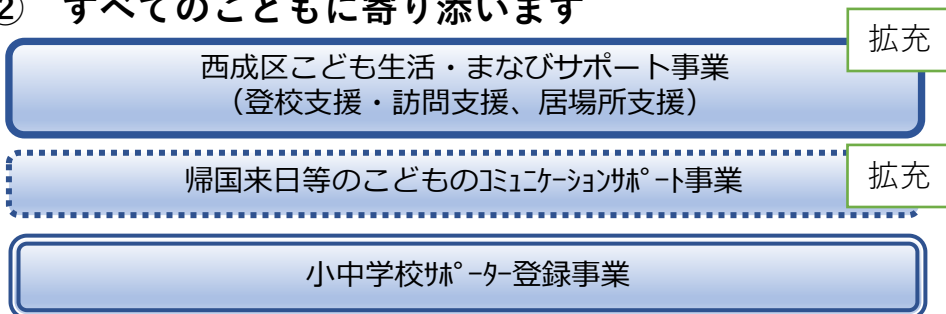 ② すべてのこどもに寄り添います
拡充
西成区こども生活・まなびサポート事業
（登校支援・訪問支援、居場所支援）
拡充
帰国来日等のこどものｺﾐｭﾆｹｰｼｮﾝｻﾎﾟｰﾄ事業
小中学校ｻﾎﾟｰﾀｰ登録事業